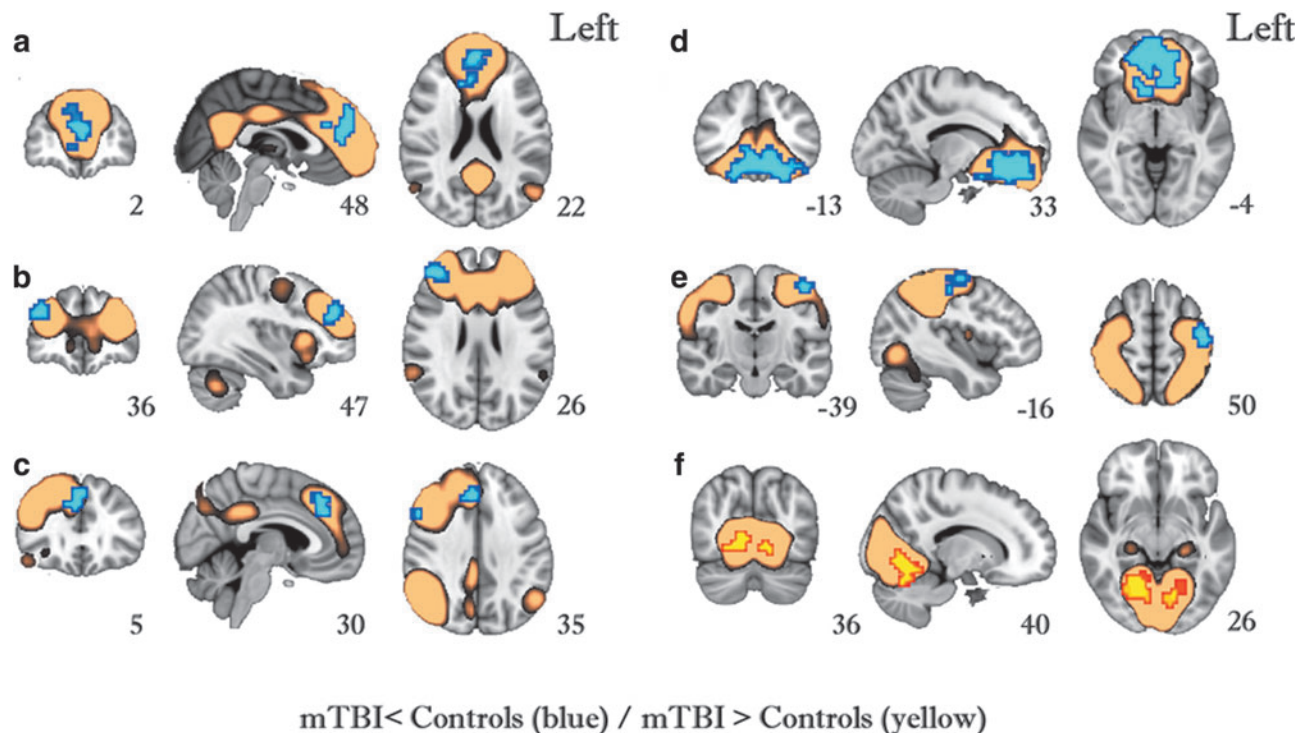 a
Left
2
48
22
b
36
47
26
c
5
30
35
d
Left
-13
33
-4
e
-39
-16
50
f
36
40
26
mTBI< Controls (blue) / mTBI > Controls (yellow)